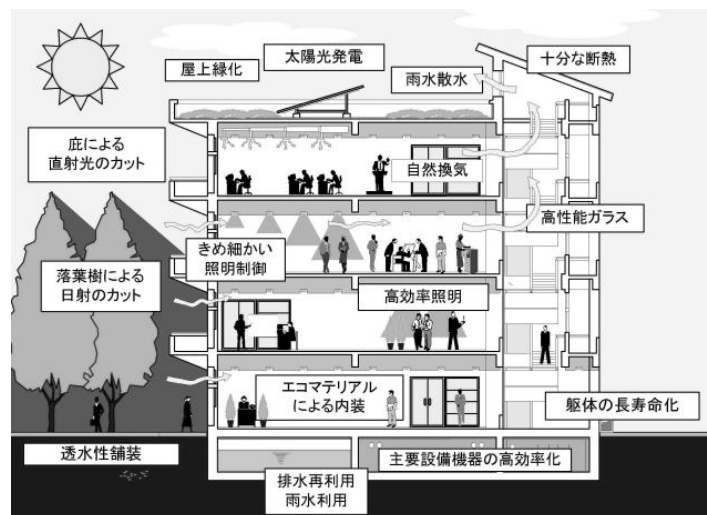 太陽光発電
屋上緑化
雨水散水
十分な断熱
庇による
直射光のカット
自然換気
高性能ガラス
きめ細かい
照明制御
落葉樹による
日射のカット
高効率照明
エコマテリアル
による内装
躯体の長寿命化
透水性舗装
主要設備機器の高効率化
排水再利用
雨水利用